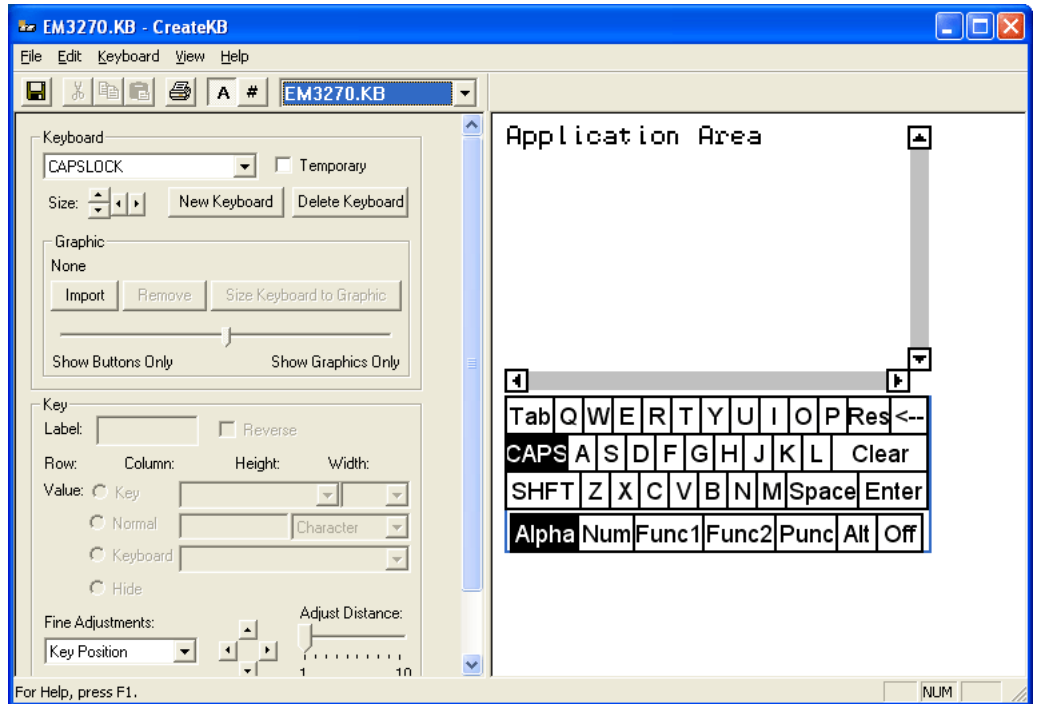 EM3270.KB - CreateKB
File Edit Keyboard View Help
A # EM3270.KB
Keyboard
CAPSLOCK Temporary
Size: New Keyboard Delete Keyboard
Graphic
None
Import Remove Size Keyboard to Graphic
Show Buttons Only Show Graphics Only
Key
Label: Reverse
Row: Column: Height: Width:
Value: Key
Normal Character
Keyboard
Hide
Fine Adjustments: Adjust Distance:
Key Position
1 10
Application Area
Tab Q W E R T Y U I O P Res <--
CAPS A S D F G H J K L Clear
SHFT Z X C V B N M Space Enter
Alpha Num Func1 Func2 Punc Alt Off
For Help, press F1. NUM